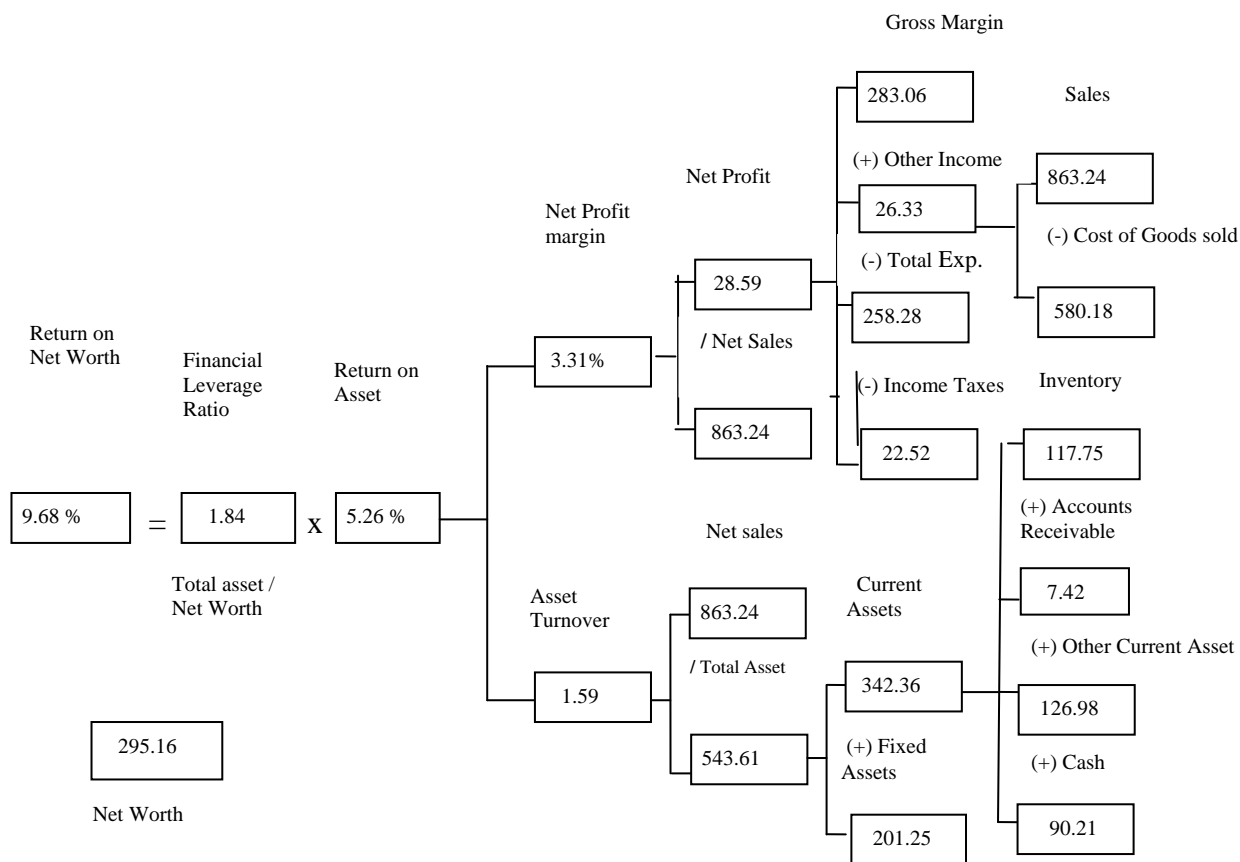 Gross Margin
283.06
Sales
(+) Other Income
Net Profit
863.24
Net Profit
margin
26.33
(-) Cost of Goods sold
(-) Total Exp.
28.59
580.18
258.28
Return on
Net Worth
Financial
Leverage
Ratio
Return on
Asset
3.31%
/ Net Sales
(-) Income Taxes
Inventory
863.24
22.52
117.75
9.68 %
=
1.84
x
5.26 %
(+) Accounts
Receivable
Net sales
Total asset /
Net Worth
Asset
Turnover
863.24
Current
Assets
7.42
(+) Other Current Asset
/ Total Asset
1.59
342.36
126.98
295.16
543.61
(+) Fixed
Assets
(+) Cash
Net Worth
201.25
90.21